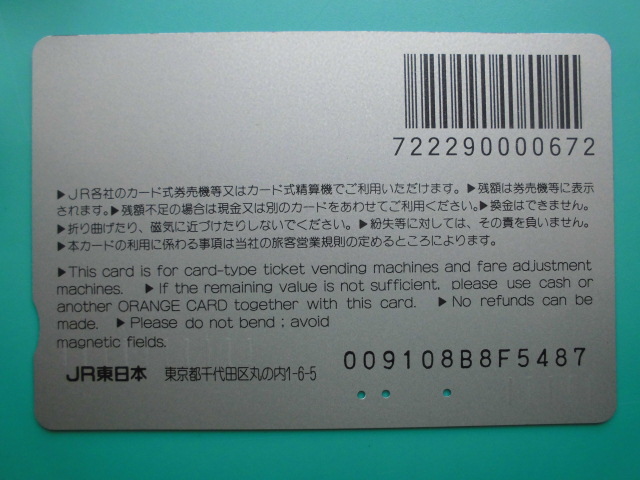 722290000672
▶JR各社のカード式券売機等又はカード式精算機でご利用いただけます。▶残額は券売機等に表示
されます。▶残額不足の場合は現金又は別のカードをあわせてご利用ください。▶換金はできません。
▶折り曲げたり、磁気に近づけたりしないでください。▶紛失等に対しては、その責を負いません。
▶本カードの利用に係わる事項は当社の旅客営業規則の定めるところによります。
▶This card is for card-type ticket vending machines and fare adjustment
machines. ▶If the remaining value is not sufficient, please use cash or
another ORANGE CARD together with this card. ▶No refunds can be
made. ▶Please do not bend ; avoid
magnetic fields.
009108B8F5487
JR東日本 東京都千代田区丸の内1-6-5